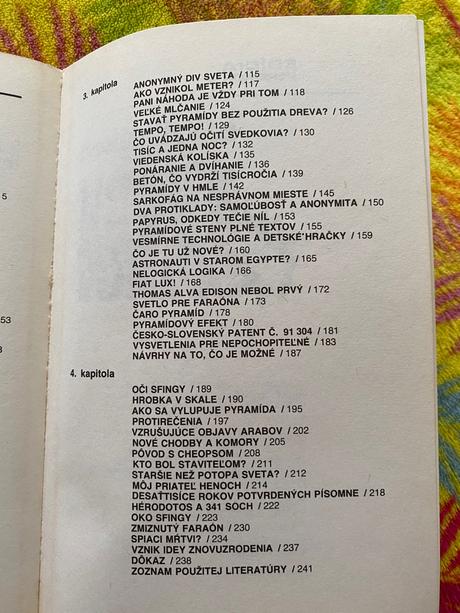 5
53
3
3. kapitola
ANONYMNÝ DIV SVETA / 115
AKO VZNIKOL METER? / 117
PANI NÁHODA JE VŽDY PRI TOM / 118
VEĽKÉ MLČANIE / 124
STAVAŤ PYRAMÍDY BEZ POUŽITIA DREVA? / 126
TEMPO, TEMPO! / 129
ČO UVÁDZAJÚ OČITÍ SVEDKOVIA? / 130
TISÍC A JEDNA NOC? / 132
VIEDENSKÁ KOLÍSKA / 135
PONÁRANIE A DVÍHANIE / 136
BETÓN, ČO VYDRŽÍ TISÍCROČIA / 139
PYRAMÍDY V HMLE / 142
SARKOFÁG NA NESPRÁVNOM MIESTE / 145
DVA PROTIKLADY: SAMOĽÚBOSŤ A ANONYMITA / 150
PAPYRUS, ODKEDY TEČIE NÍL / 153
PYRAMÍDOVÉ STENY PLNÉ TEXTOV / 155
VESMÍRNE TECHNOLÓGIE A DETSKÉ HRAČKY / 159
ČO JE TU UŽ NOVÉ? / 160
ASTRONAUTI V STAROM EGYPTE? / 165
NELOGICKÁ LOGIKA / 166
FIAT LUX! / 168
THOMAS ALVA EDISON NEBOL PRVÝ / 172
SVETLO PRE FARAÓNA / 173
ČARO PYRAMÍD / 178
PYRAMÍDOVÝ EFEKT / 180
ČESKO-SLOVENSKÝ PATENT Č. 91 304 / 181
VYSVETLENIA PRE NEPOCHOPITEĽNÉ / 183
NÁVRHY NA TO, ČO JE MOŽNÉ / 187
4. kapitola
OČI SFINGY / 189
HROBKA V SKALE / 190
AKO SA VYLUPUJE PYRAMÍDA / 195
PROTIREČENIA / 197
VZRUŠUJÚCE OBJAVY ARABOV / 202
NOVÉ CHODBY A KOMORY / 205
PÔVOD S CHEOPSOM / 208
KTO BOL STAVITEĽOM? / 211
STARŠIE NEŽ POTOPA SVETA? / 212
MÔJ PRIATEĽ HENOCH / 214
DESAŤTISÍCE ROKOV POTVRDENÝCH PÍSOMNE / 218
HÉRODOTOS A 341 SOCH / 222
OKO SFINGY / 223
ZMIZNUTÝ FARAÓN / 230
SPIACI MŔTVI? / 234
VZNIK IDEY ZNOVUZRODENIA / 237
DÔKAZ / 238
ZOZNAM POUŽITEJ LITERATÚRY / 241